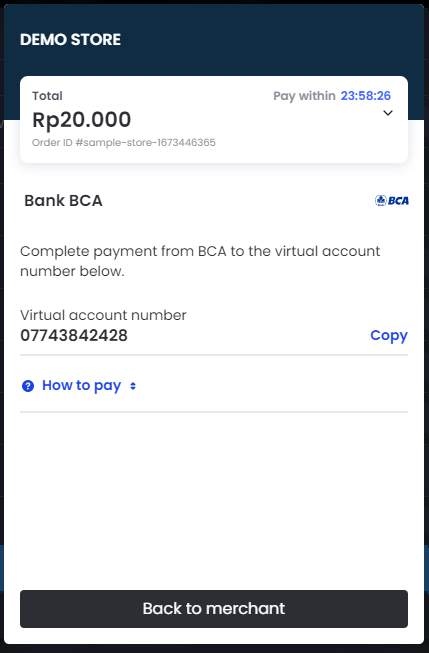 DEMO STORE
Total
Pay within 23:58:26
Rp20.000
Order ID #sample-store-1673446365
Bank BCA
BCA
Complete payment from BCA to the virtual account
number below.
Virtual account number
07743842428
Copy
? How to pay
Back to merchant